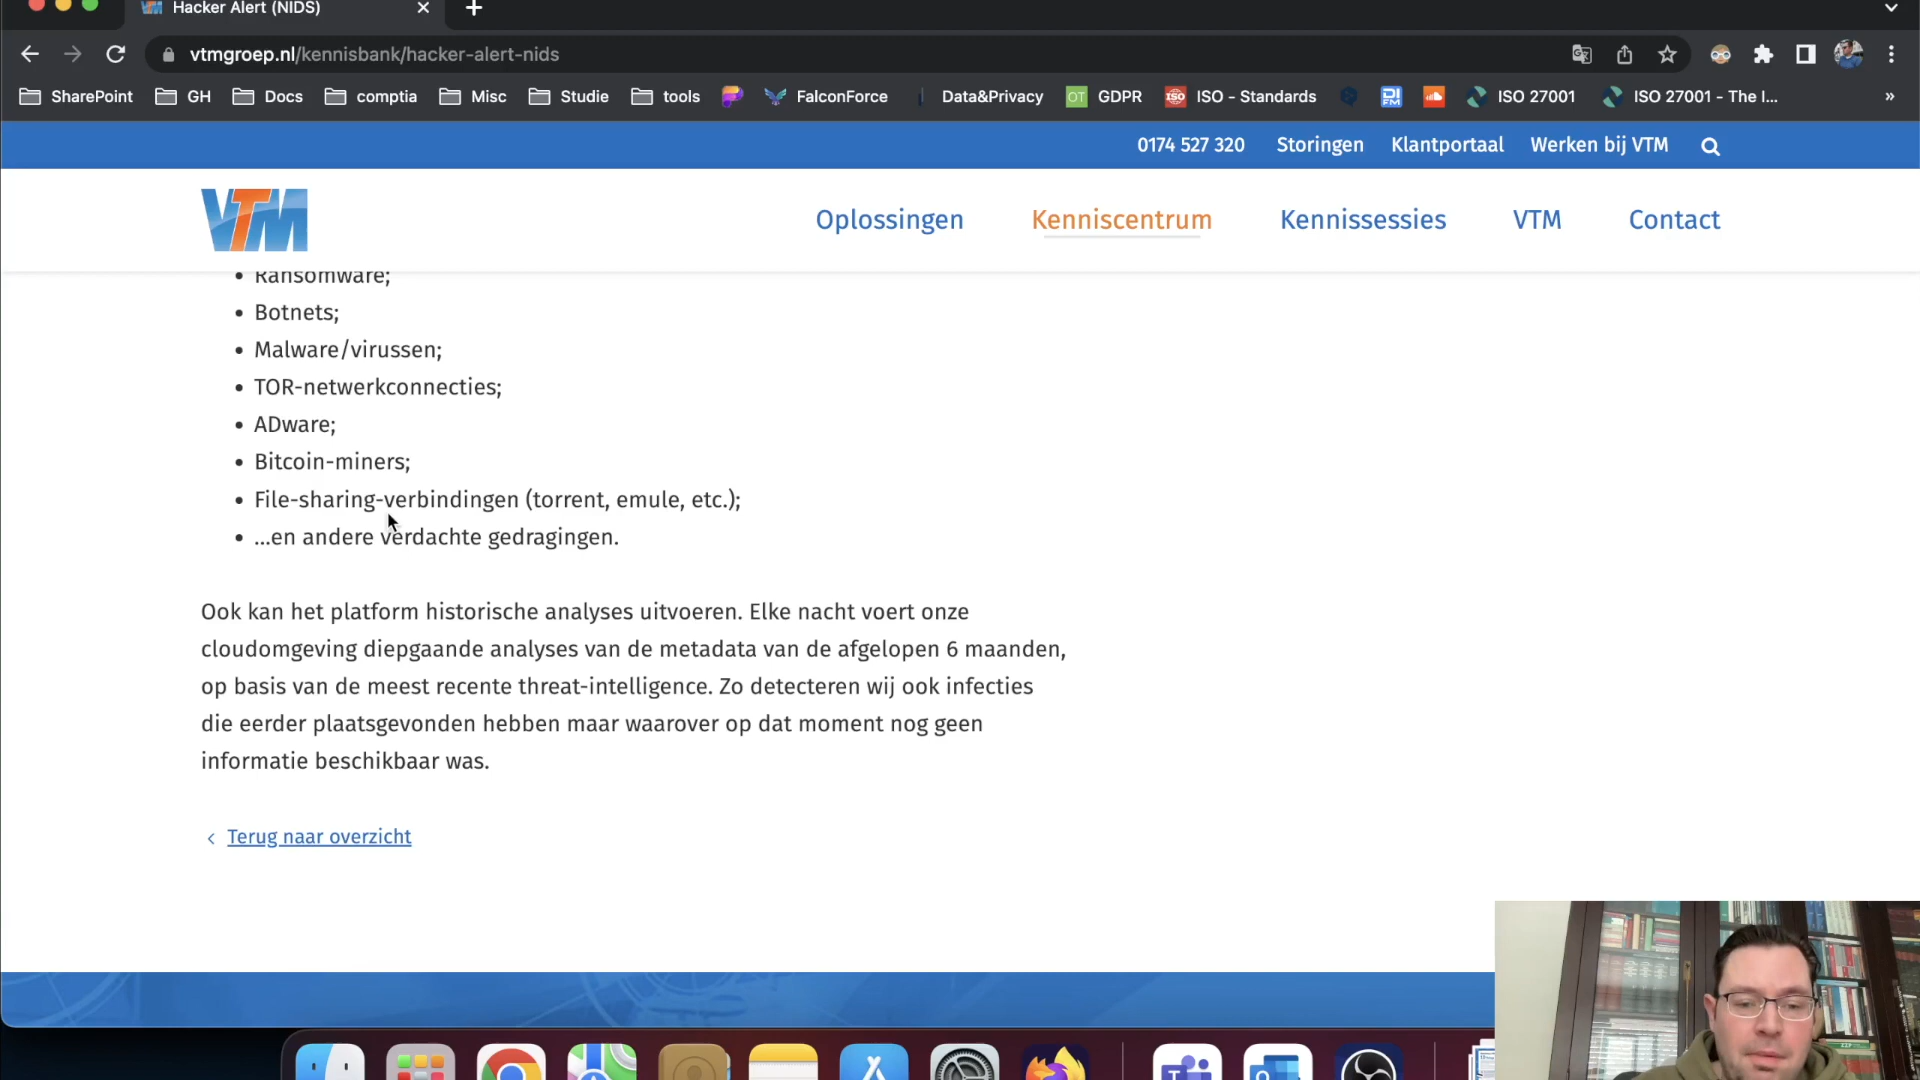 Hacker Alert (NIDS)
vtmgroep.nl/kennisbank/hacker-alert-nids
SharePoint GH Docs comptia Misc Studie tools FalconForce Data&Privacy OT GDPR ISO ISO - Standards DI FM ISO 27001 ISO 27001 - The I... »
0174 527 320 Storingen Klantportaal Werken bij VTM
VTM Oplossingen Kenniscentrum Kennissessies VTM Contact
• Ransomware;
• Botnets;
• Malware/virussen;
• TOR-netwerkconnecties;
• ADware;
• Bitcoin-miners;
• File-sharing-verbindingen (torrent, emule, etc.);
• ...en andere verdachte gedragingen.
Ook kan het platform historische analyses uitvoeren. Elke nacht voert onze
cloudomgeving diepgaande analyses van de metadata van de afgelopen 6 maanden,
op basis van de meest recente threat-intelligence. Zo detecteren wij ook infecties
die eerder plaatsgevonden hebben maar waarover op dat moment nog geen
informatie beschikbaar was.
Terug naar overzicht